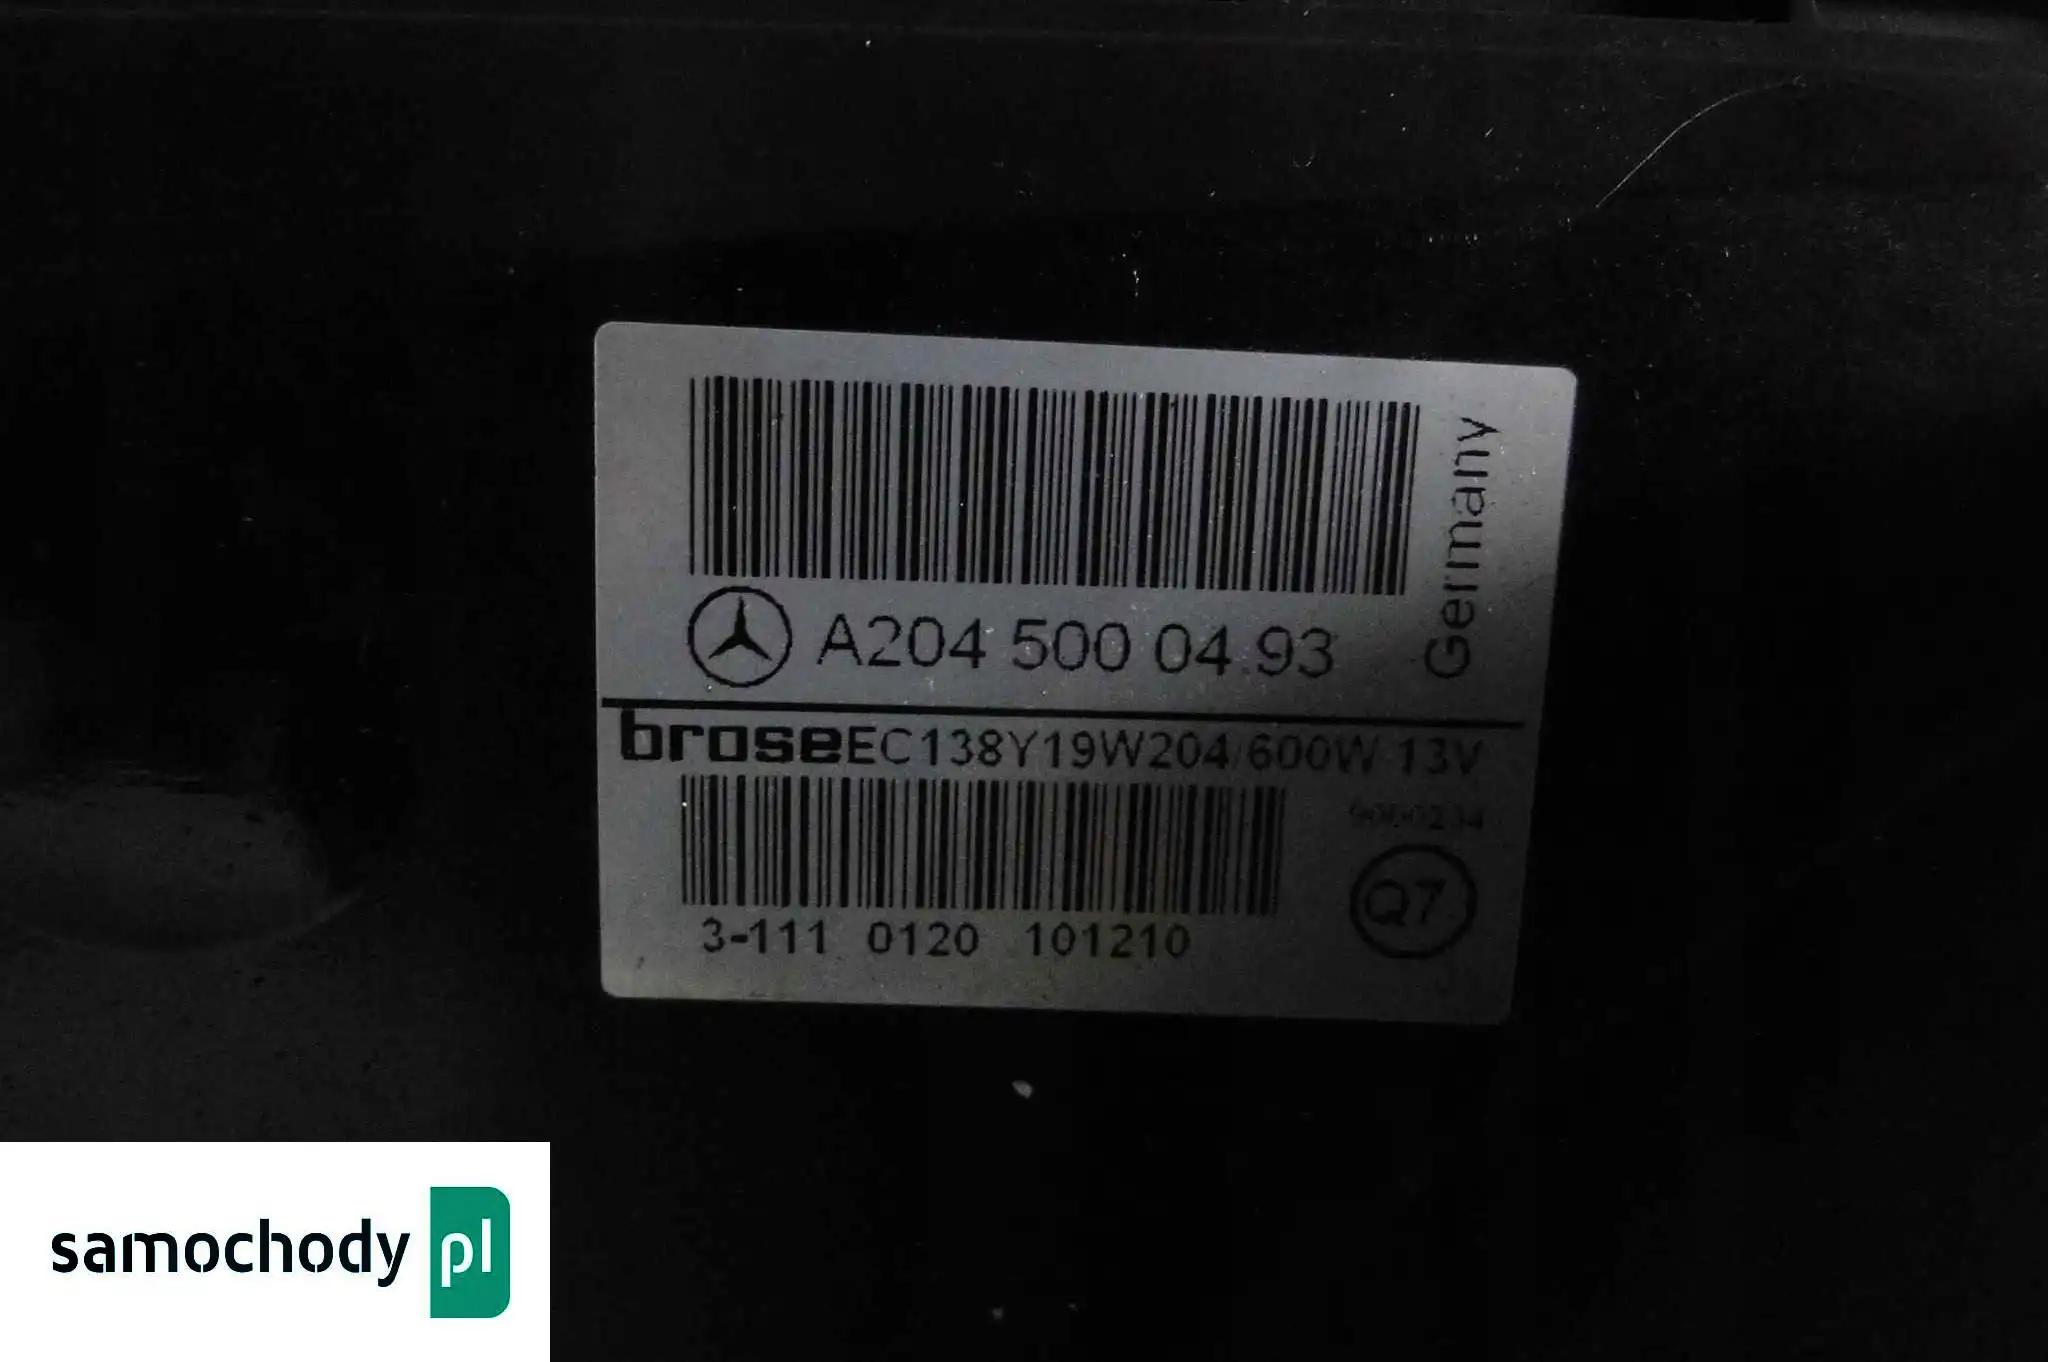 Germany
A204 500 04.93
brose EC138Y19W204/600W 13V
Q7
3-111 0120 101210
samochody pl